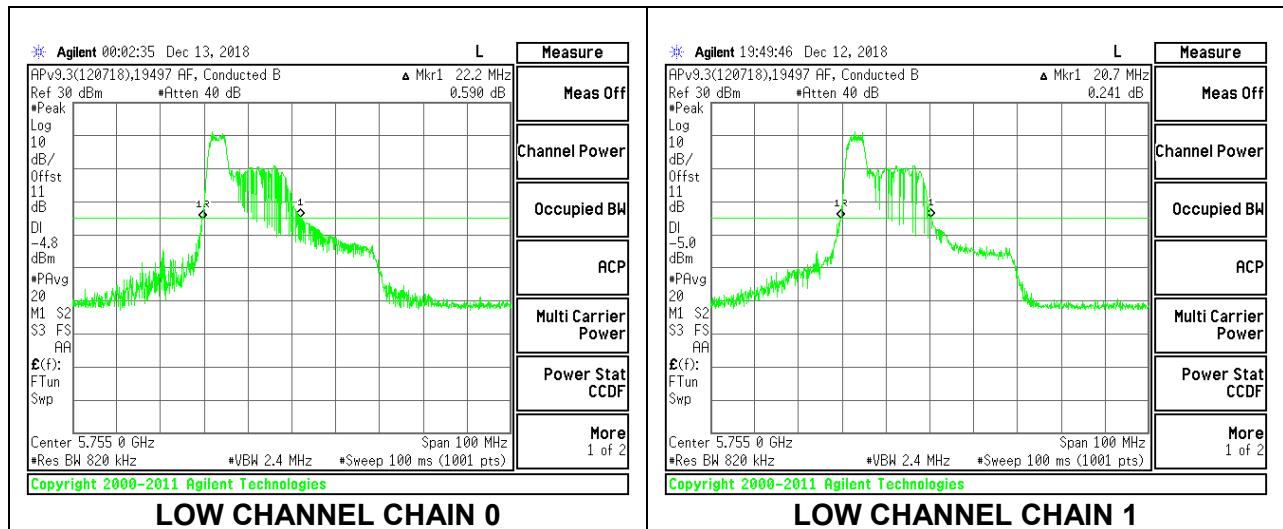 Agilent 00:02:35 Dec 13, 2018 L Measure
APv9.3(120718),19497 AF, Conducted B ▵ Mkr1 22.2 MHz
Ref 30 dBm #Atten 40 dB 0.590 dB
Meas Off
#Peak
Log
10
dB/
Offst
11
dB
DI
-4.8
dBm
#PAvg
20
M1 S2
S3 FS
AA
£(f):
FTun
Swp
1R
1
Channel Power
Occupied BW
ACP
Multi Carrier
Power
Power Stat
CCDF
More
1 of 2
Center 5.755 0 GHz Span 100 MHz
#Res BW 820 kHz #VBW 2.4 MHz #Sweep 100 ms (1001 pts)
Copyright 2000-2011 Agilent Technologies
LOW CHANNEL CHAIN 0
Agilent 19:49:46 Dec 12, 2018 L Measure
APv9.3(120718),19497 AF, Conducted B ▵ Mkr1 20.7 MHz
Ref 30 dBm #Atten 40 dB 0.241 dB
Meas Off
#Peak
Log
10
dB/
Offst
11
dB
DI
-5.0
dBm
#PAvg
20
M1 S2
S3 FS
AA
£(f):
FTun
Swp
1R
1
Channel Power
Occupied BW
ACP
Multi Carrier
Power
Power Stat
CCDF
More
1 of 2
Center 5.755 0 GHz Span 100 MHz
#Res BW 820 kHz #VBW 2.4 MHz #Sweep 100 ms (1001 pts)
Copyright 2000-2011 Agilent Technologies
LOW CHANNEL CHAIN 1